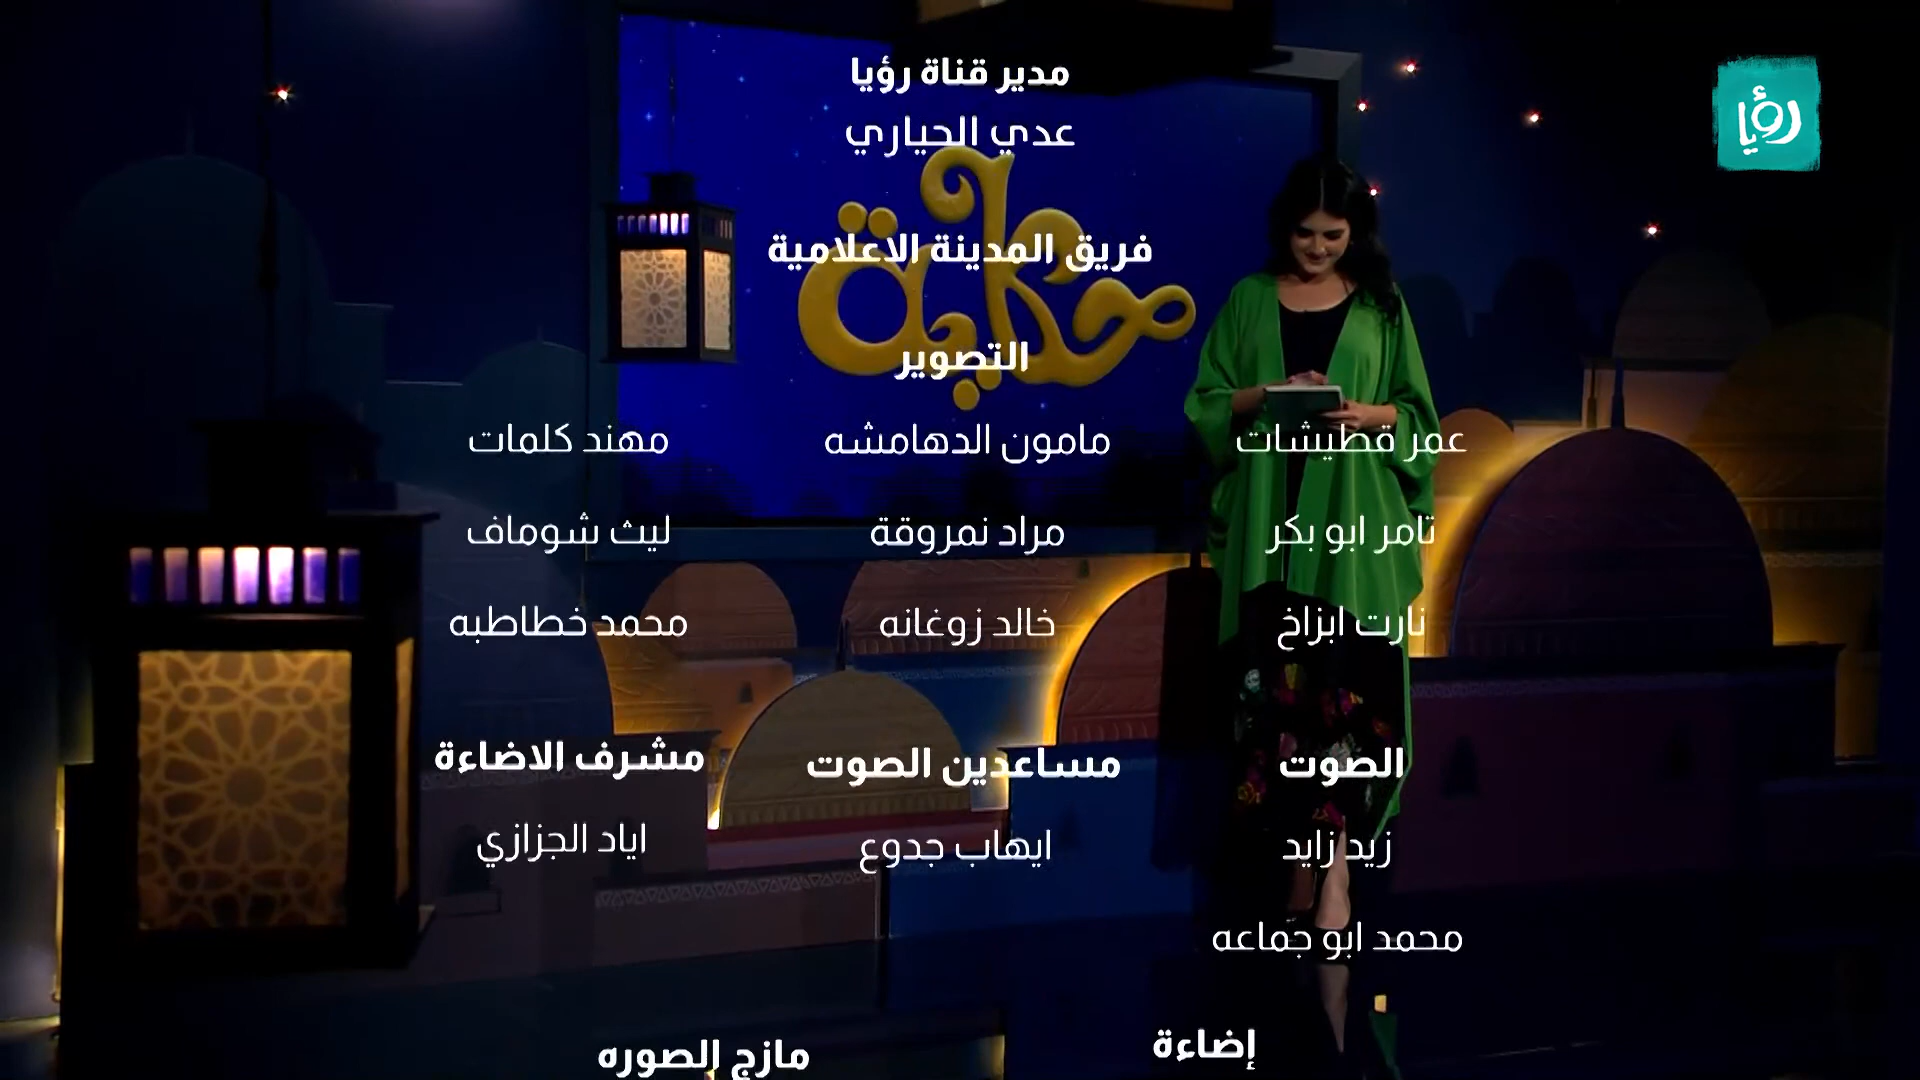 مدير قناة رؤيا
رؤيا
عدي الحياري
حكاية
فريق المدينة الاعلامية
التصوير
عمر قطيشات مامون الدهامشه مهند كلمات
تامر ابو بكر مراد نمروقة ليث شوماف
نارت ابزاخ خالد زوغانه محمد خطاطبه
الصوت مساعدين الصوت مشرف الاضاءة
زيد زايد ايهاب جدوع اياد الجزازي
محمد ابو جماعه
إضاءة مازج الصوره